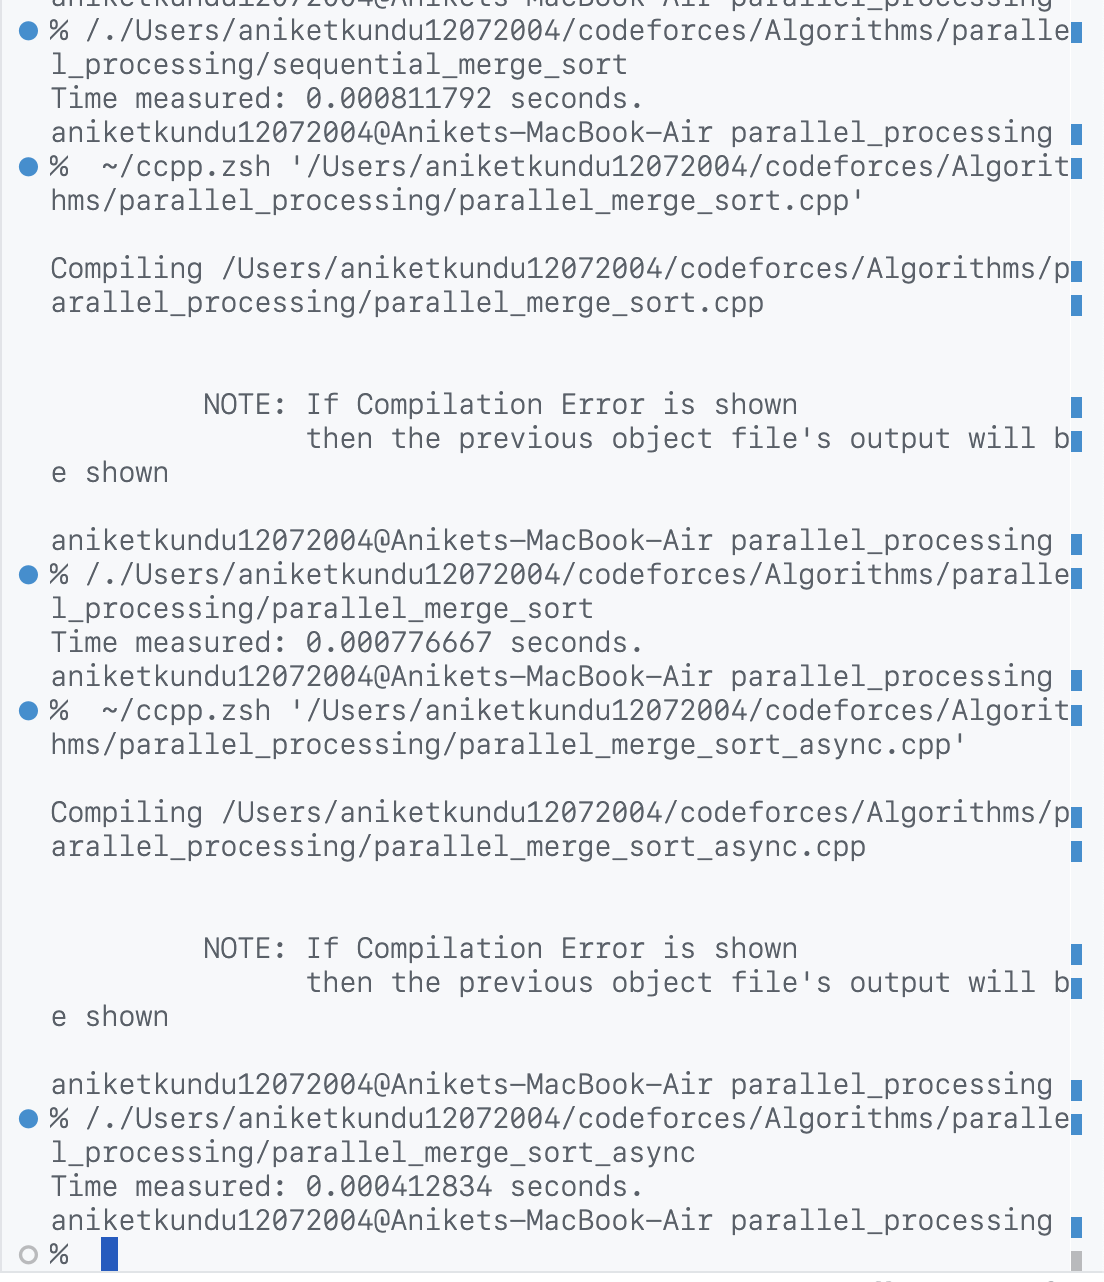 aniketkundu12072004@Anikets-MacBook-Air parallel_processing
% /./Users/aniketkundu12072004/codeforces/Algorithms/paralle
l_processing/sequential_merge_sort
Time measured: 0.000811792 seconds.
aniketkundu12072004@Anikets-MacBook-Air parallel_processing
%  ~/ccpp.zsh '/Users/aniketkundu12072004/codeforces/Algorit
hms/parallel_processing/parallel_merge_sort.cpp'
Compiling /Users/aniketkundu12072004/codeforces/Algorithms/p
arallel_processing/parallel_merge_sort.cpp
NOTE: If Compilation Error is shown
then the previous object file's output will b
e shown
aniketkundu12072004@Anikets-MacBook-Air parallel_processing
% /./Users/aniketkundu12072004/codeforces/Algorithms/paralle
l_processing/parallel_merge_sort
Time measured: 0.000776667 seconds.
aniketkundu12072004@Anikets-MacBook-Air parallel_processing
%  ~/ccpp.zsh '/Users/aniketkundu12072004/codeforces/Algorit
hms/parallel_processing/parallel_merge_sort_async.cpp'
Compiling /Users/aniketkundu12072004/codeforces/Algorithms/p
arallel_processing/parallel_merge_sort_async.cpp
NOTE: If Compilation Error is shown
then the previous object file's output will b
e shown
aniketkundu12072004@Anikets-MacBook-Air parallel_processing
% /./Users/aniketkundu12072004/codeforces/Algorithms/paralle
l_processing/parallel_merge_sort_async
Time measured: 0.000412834 seconds.
aniketkundu12072004@Anikets-MacBook-Air parallel_processing
%